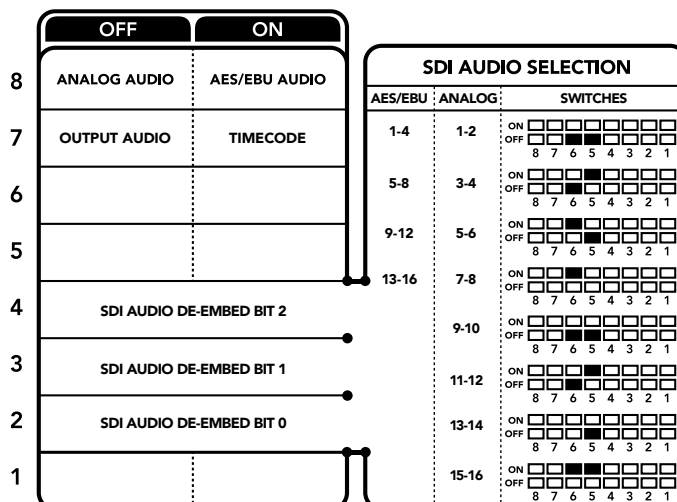 OFF ON
8 ANALOG AUDIO AES/EBU AUDIO
7 OUTPUT AUDIO TIMECODE
6
5
4 SDI AUDIO DE-EMBED BIT 2
3 SDI AUDIO DE-EMBED BIT 1
2 SDI AUDIO DE-EMBED BIT 0
1
SDI AUDIO SELECTION
AES/EBU ANALOG SWITCHES
1-4 1-2
ON
OFF
8 7 6 5 4 3 2 1
5-8 3-4
ON
OFF
8 7 6 5 4 3 2 1
9-12 5-6
ON
OFF
8 7 6 5 4 3 2 1
13-16 7-8
ON
OFF
8 7 6 5 4 3 2 1
9-10
ON
OFF
8 7 6 5 4 3 2 1
11-12
ON
OFF
8 7 6 5 4 3 2 1
13-14
ON
OFF
8 7 6 5 4 3 2 1
15-16
ON
OFF
8 7 6 5 4 3 2 1